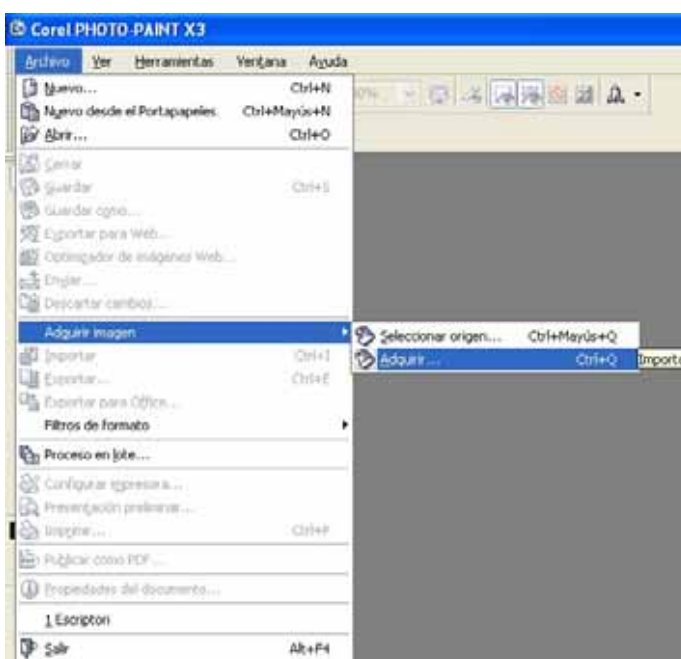 Corel PHOTO-PAINT X3
Archivo Ver Herramientas Ventana Ayuda
Nuevo... Ctrl+N
Nuevo desde el Portapapeles Ctrl+Mayús+N
Abrir... Ctrl+O
Cerrar
Guardar Ctrl+S
Guardar como...
Exportar para Web...
Optimizador de imágenes Web...
Enviar...
Descartar cambios...
Adquirir imagen
Seleccionar origen... Ctrl+Mayús+Q
Importar Ctrl+I
Adquirir... Ctrl+Q
Importa
Exportar... Ctrl+E
Exportar para Office...
Filtros de formato
Proceso en lote...
Configurar impresora...
Presentación preliminar...
Imprimir... Ctrl+P
Publicar como PDF...
Propiedades del documento...
1 Escriptori
Salir Alt+F4